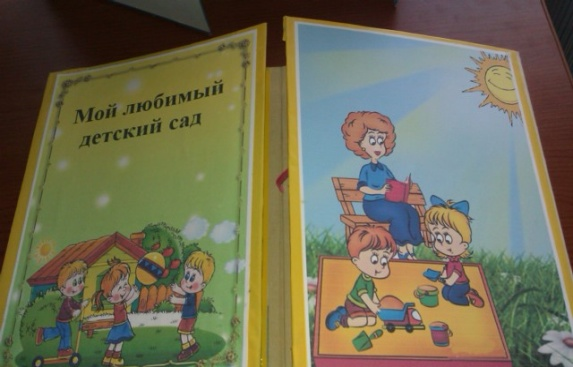 Мой любимый
детский сад